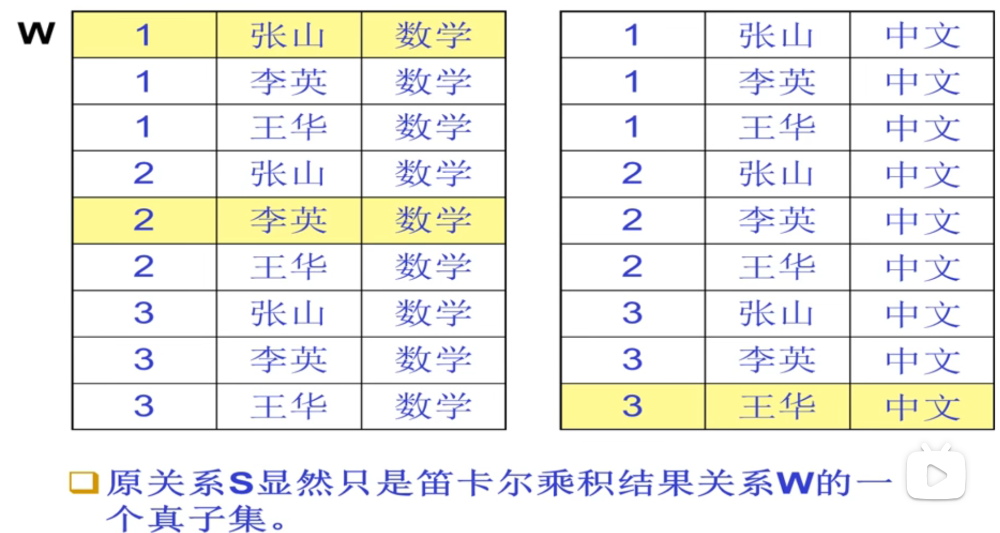 W
1 张山 数学
1 李英 数学
1 王华 数学
2 张山 数学
2 李英 数学
2 王华 数学
3 张山 数学
3 李英 数学
3 王华 数学
1 张山 中文
1 李英 中文
1 王华 中文
2 张山 中文
2 李英 中文
2 王华 中文
3 张山 中文
3 李英 中文
3 王华 中文
原关系S显然只是笛卡尔乘积结果关系W的一
个真子集。